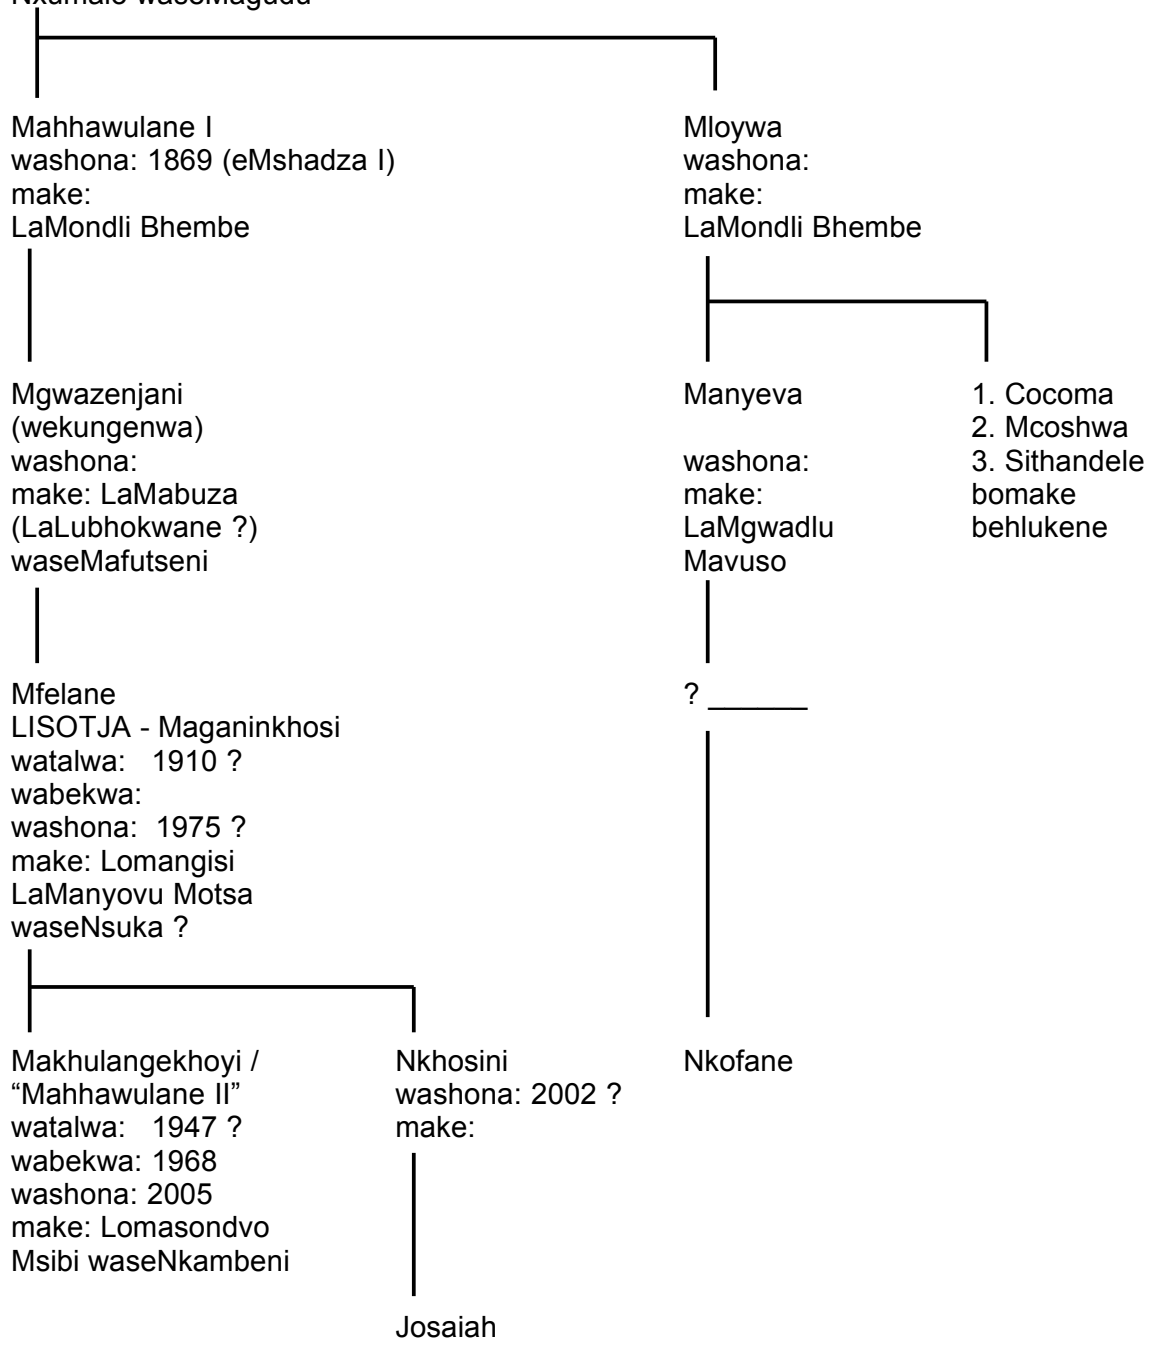 Nxumalo waseMagudu
Mahhawulane I
washona: 1869 (eMshadza I)
make:
LaMondli Bhembe
Mloywa
washona:
make:
LaMondli Bhembe
Mgwazenjani
(wekungenwa)
washona:
make: LaMabuza
(LaLubhokwane ?)
waseMafutseni
Manyeva
washona:
make:
LaMgwadlu
Mavuso
1. Cocoma
2. Mcoshwa
3. Sithandele
bomake
behlukene
Mfelane
LISOTJA - Maganinkhosi
watalwa: 1910 ?
wabekwa:
washona: 1975 ?
make: Lomangisi
LaManyovu Motsa
waseNsuka ?
? ______
Makhulangekhoyi /
“Mahhawulane II”
watalwa: 1947 ?
wabekwa: 1968
washona: 2005
make: Lomasondvo
Msibi waseNkambeni
Nkhosini
washona: 2002 ?
make:
Nkofane
Josaiah